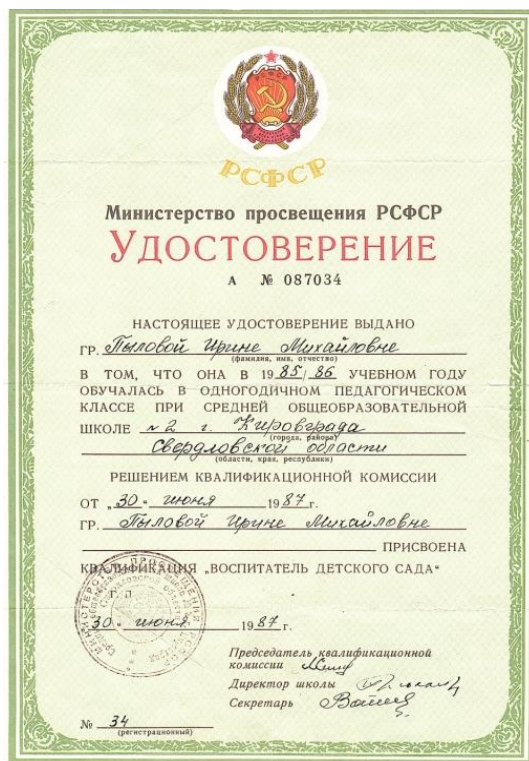 РСФСР
Министерство просвещения РСФСР
УДОСТОВЕРЕНИЕ
А № 087034
НАСТОЯЩЕЕ УДОСТОВЕРЕНИЕ ВЫДАНО
ГР. Пыловой Ирине Михайловне
(фамилия, имя, отчество)
В ТОМ, ЧТО ОНА В 1985/86 УЧЕБНОМ ГОДУ
ОБУЧАЛАСЬ В ОДНОГОДИЧНОМ ПЕДАГОГИЧЕСКОМ
КЛАССЕ ПРИ СРЕДНЕЙ ОБЩЕОБРАЗОВАТЕЛЬНОЙ
ШКОЛЕ № 2 г. Кировграда
(города, района)
Свердловской области
(области, края, республики)
РЕШЕНИЕМ КВАЛИФИКАЦИОННОЙ КОМИССИИ
ОТ „30" июня 1987 г.
ГР. Пыловой Ирине Михайловне
ПРИСВОЕНА
КВАЛИФИКАЦИЯ „ВОСПИТАТЕЛЬ ДЕТСКОГО САДА"
30 июня 1987 г.
Председатель квалификационной
комиссии
Директор школы
Секретарь
№ 34
(регистрационный)